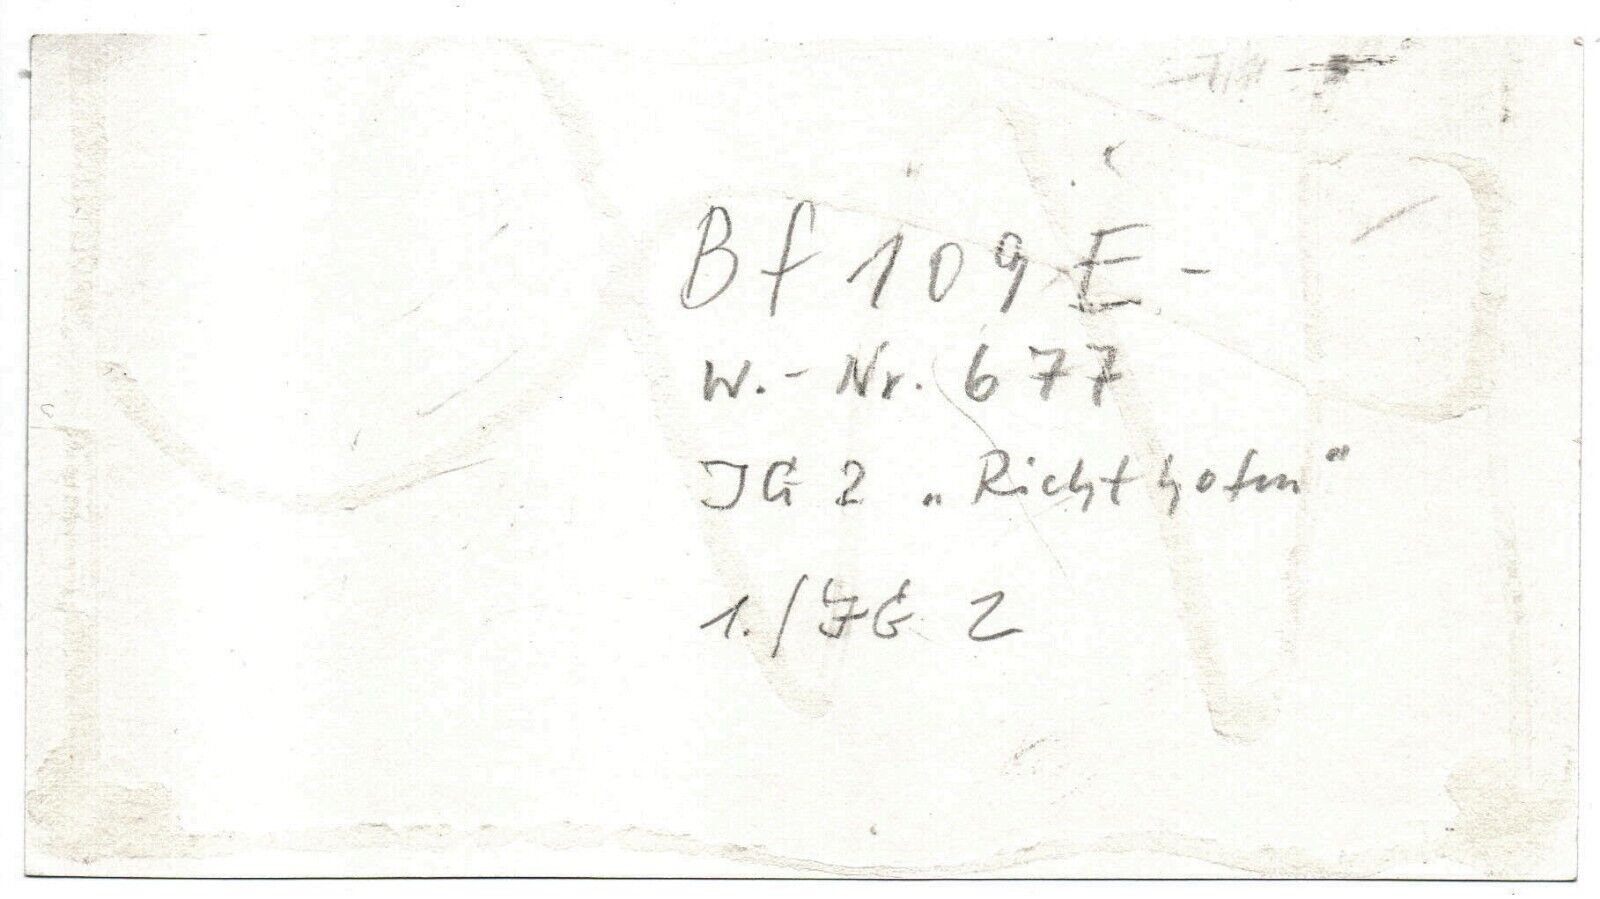 Bf 109 E -
W.- Nr. 677
JG 2 „Richthofen“
1./JG 2